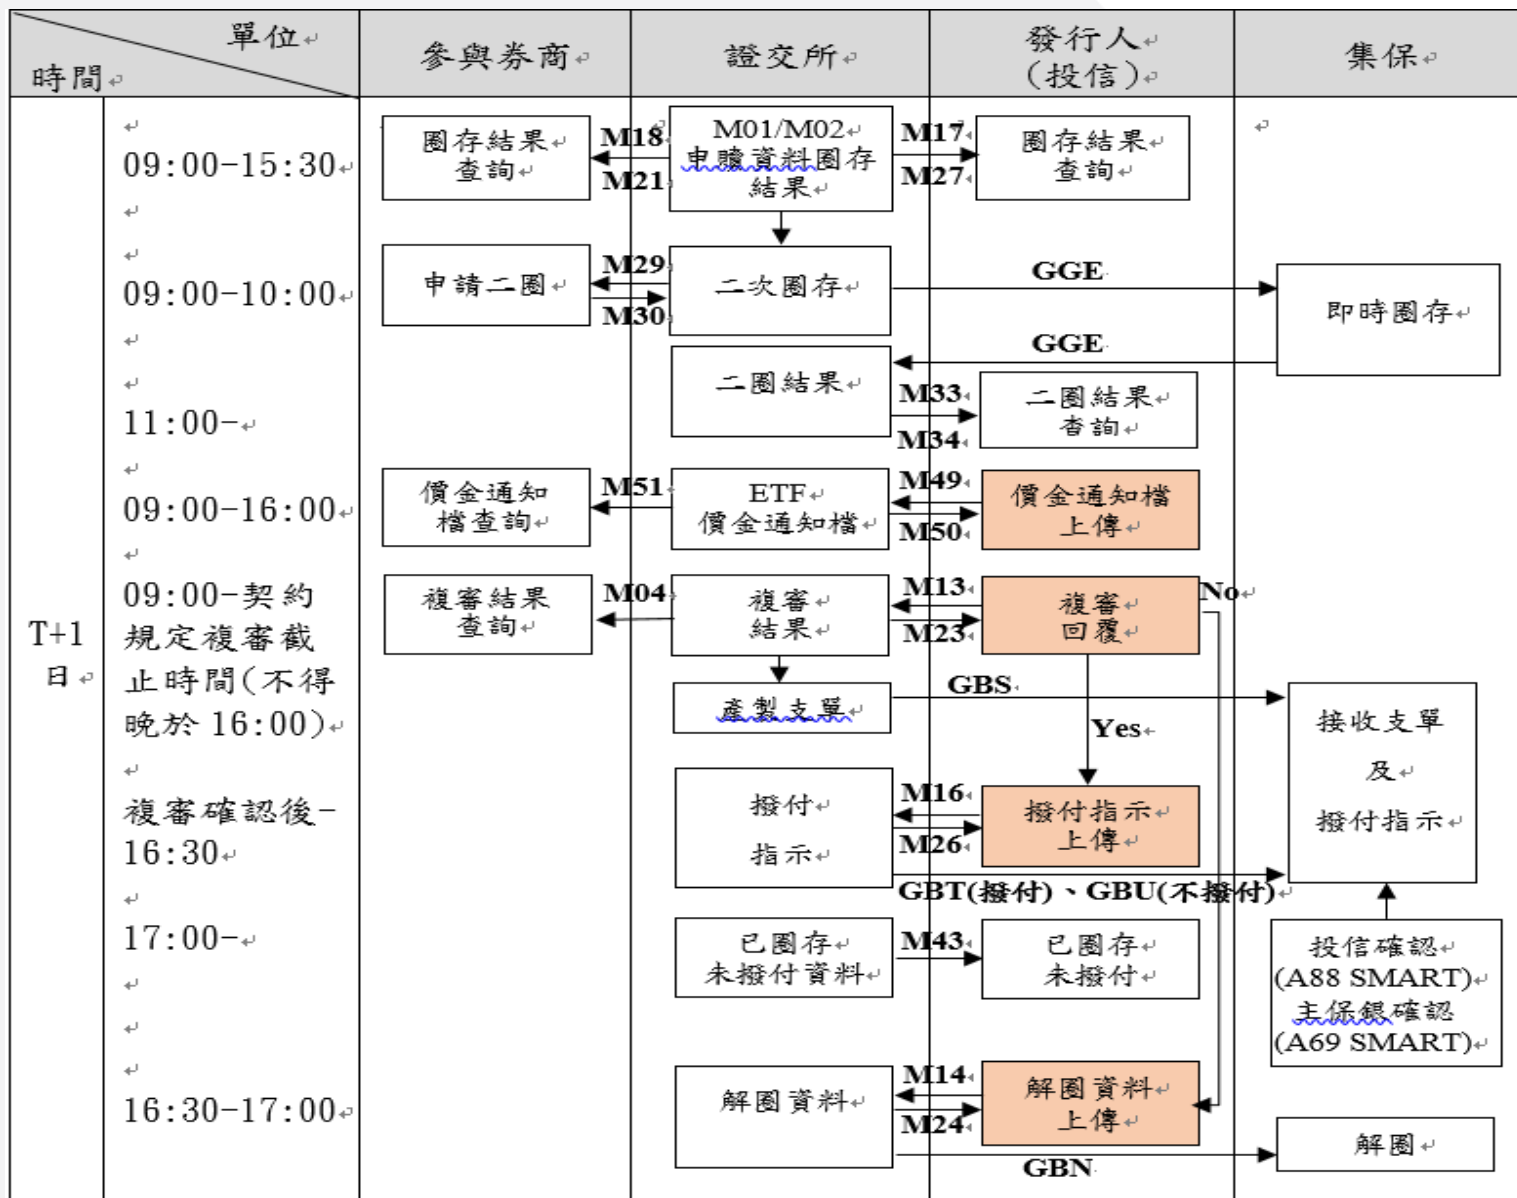 單位
時間
參與券商
證交所
發行人
(投信)
集保
T+1
日
09:00-15:30
圈存結果
查詢
M18
M21
M01/M02
申贖資料圈存
結果
M17
M27
圈存結果
查詢
09:00-10:00
申請二圈
M29
M30
二次圈存
GGE
即時圈存
GGE
11:00-
二圈結果
M33
M34
二圈結果
查詢
09:00-16:00
價金通知
檔查詢
M51
ETF
價金通知檔
M49
M50
價金通知檔
上傳
09:00-契約
規定複審截
止時間(不得
晚於 16:00)
複審結果
查詢
M04
複審
結果
M13
M23
複審
回覆
No
產製支單
GBS
Yes
接收支單
及
撥付指示
複審確認後-
16:30
撥付
指示
M16
M26
撥付指示
上傳
GBT(撥付)、GBU(不撥付)
17:00-
已圈存
未撥付資料
M43
已圈存
未撥付
投信確認
(A88 SMART)
主保銀確認
(A69 SMART)
16:30-17:00
解圈資料
M14
M24
解圈資料
上傳
GBN
解圈